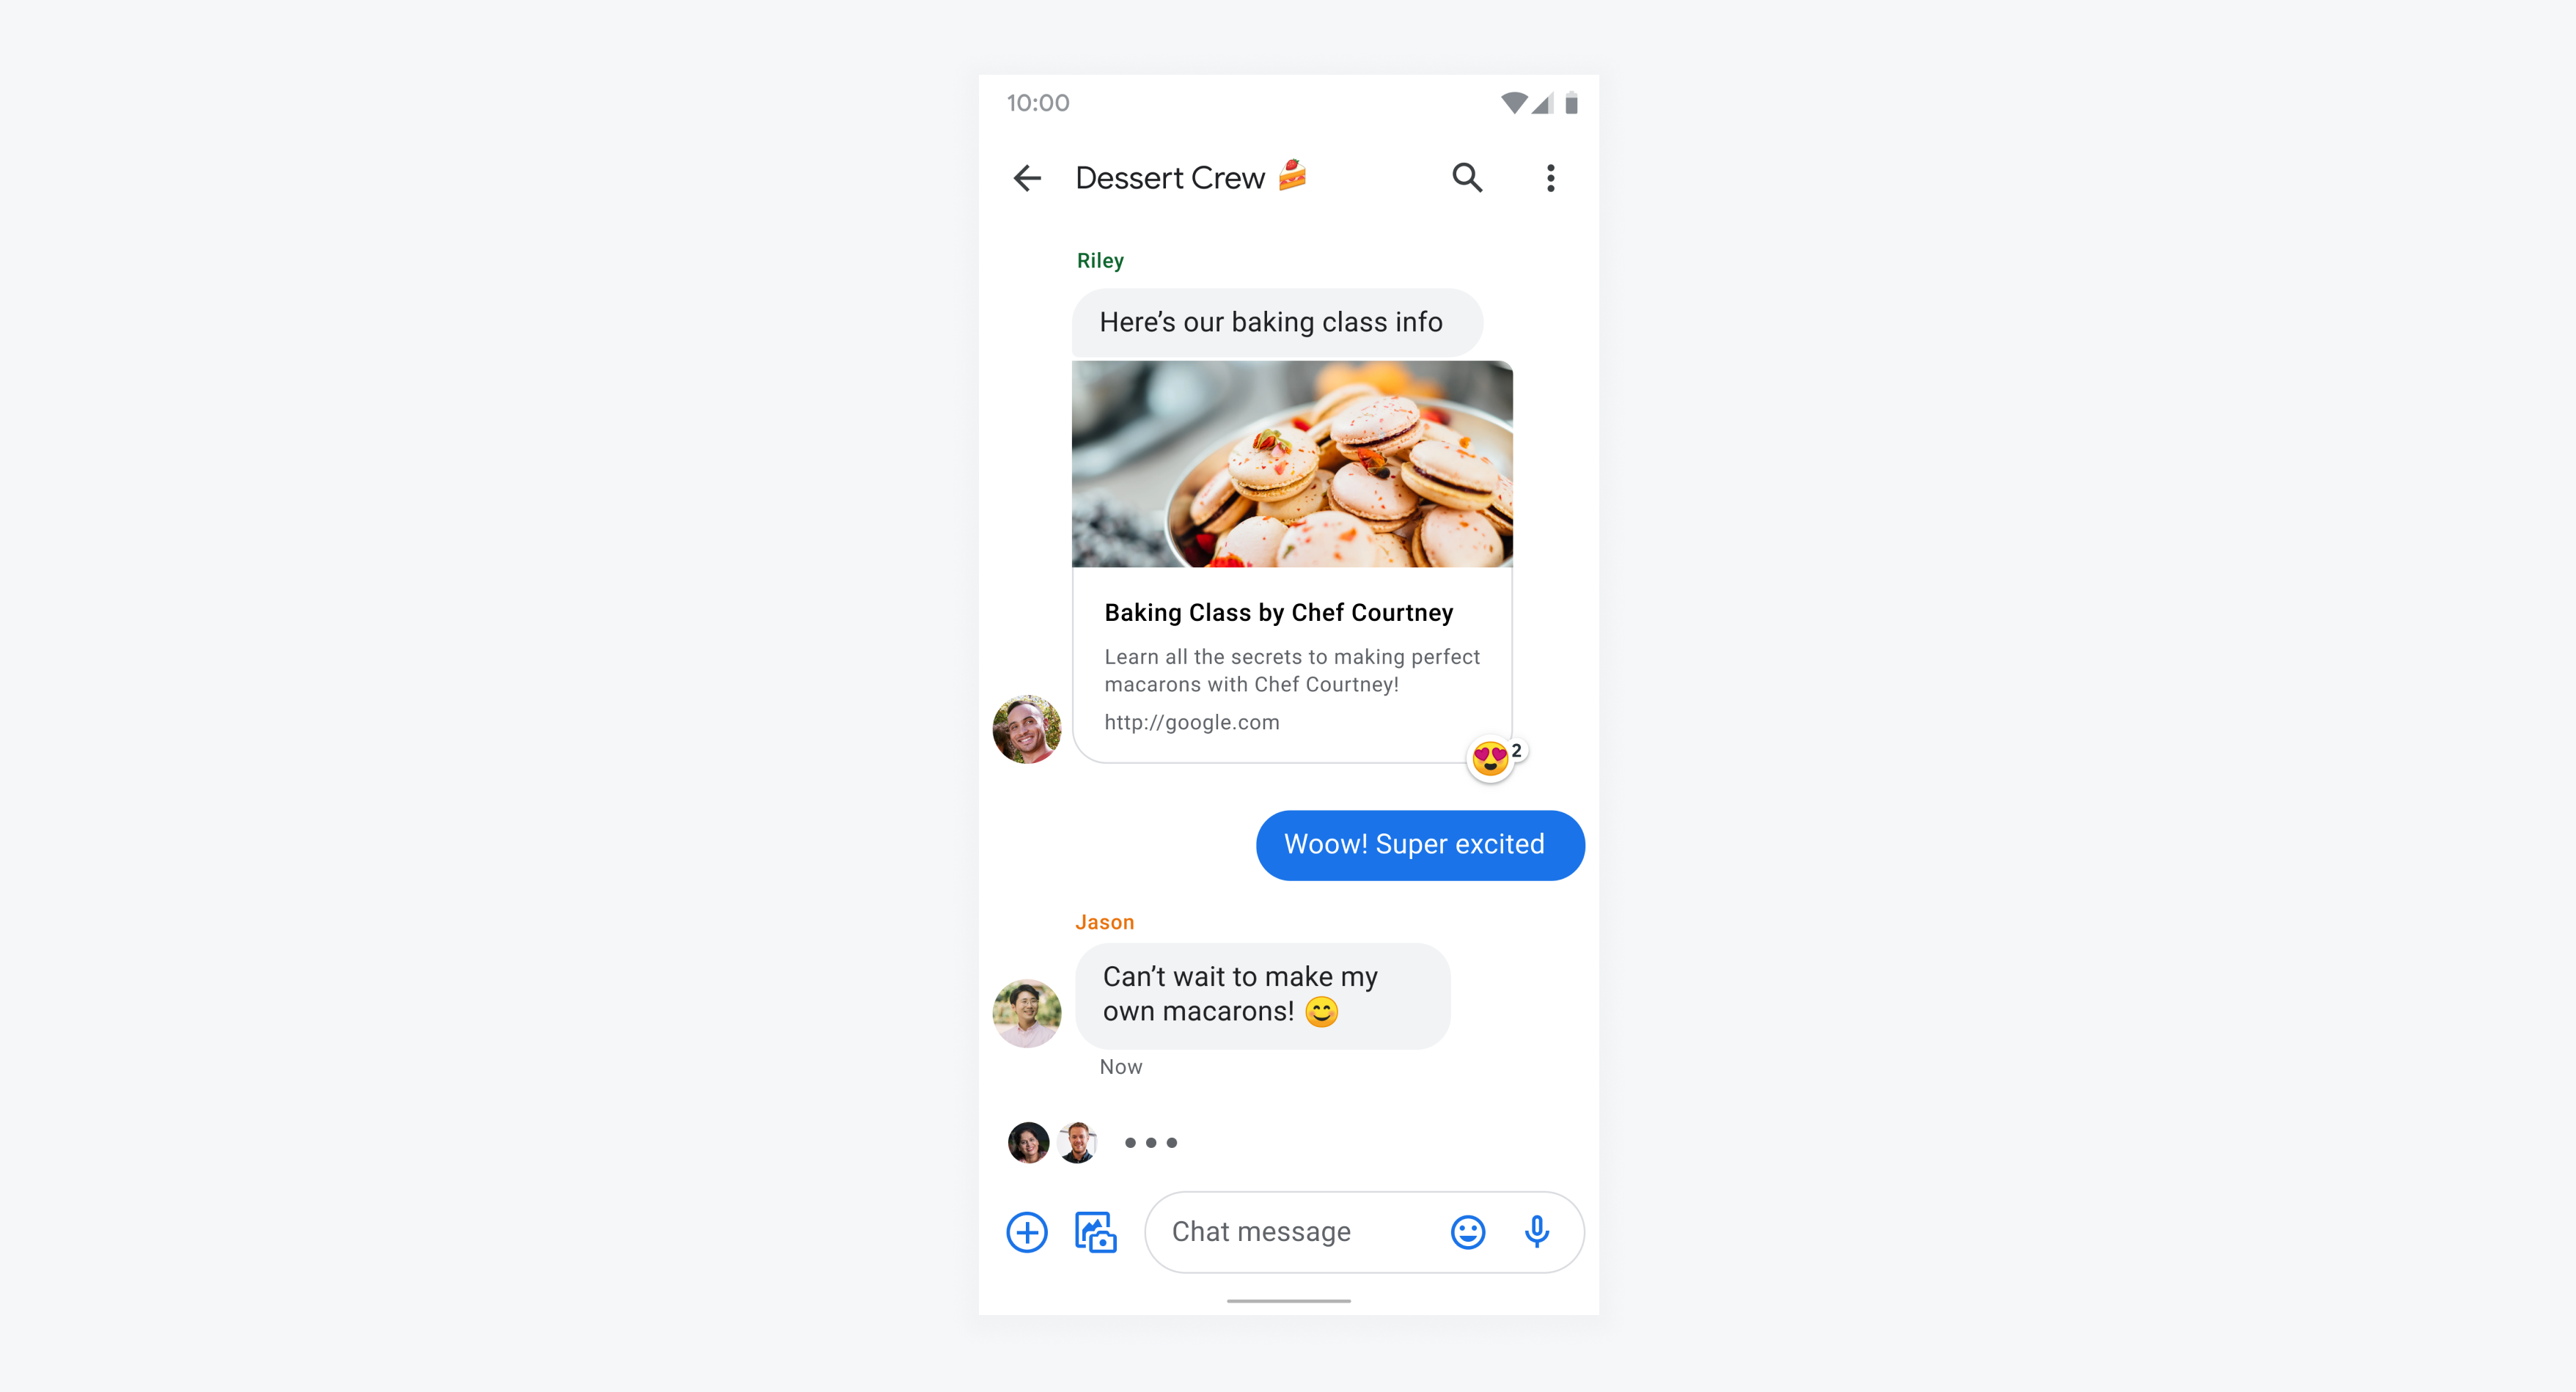 10:00
Dessert Crew 🍰
Riley
Here’s our baking class info
Baking Class by Chef Courtney
Learn all the secrets to making perfect
macarons with Chef Courtney!
http://google.com
😍 2
Woow! Super excited
Jason
Can’t wait to make my
own macarons! 😊
Now
Chat message